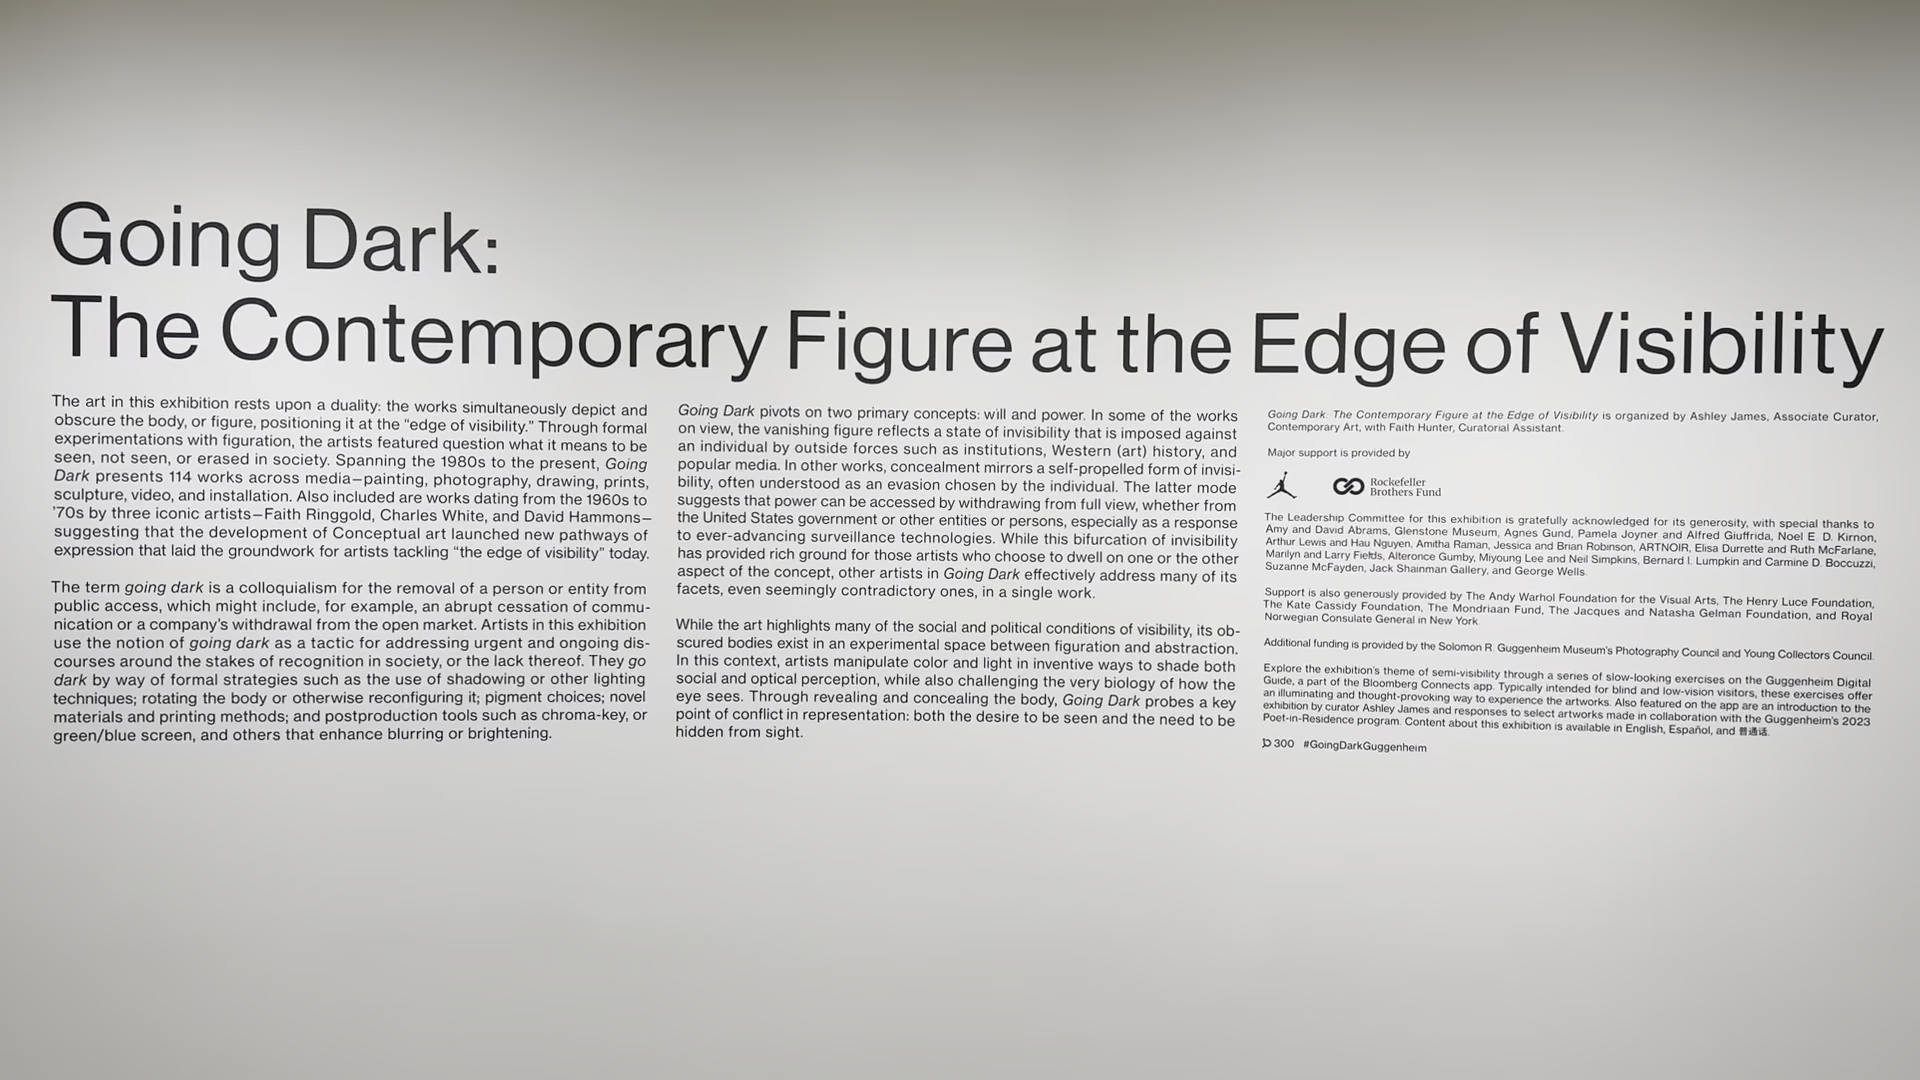 Going Dark:
The Contemporary Figure at the Edge of Visibility
The art in this exhibition rests upon a duality: the works simultaneously depict and
obscure the body, or figure, positioning it at the “edge of visibility.” Through formal
experimentations with figuration, the artists featured question what it means to be
seen, not seen, or erased in society. Spanning the 1980s to the present, Going
Dark presents 114 works across media—painting, photography, drawing, prints,
sculpture, video, and installation. Also included are works dating from the 1960s to
’70s by three iconic artists—Faith Ringgold, Charles White, and David Hammons—
suggesting that the development of Conceptual art launched new pathways of
expression that laid the groundwork for artists tackling “the edge of visibility” today.
The term going dark is a colloquialism for the removal of a person or entity from
public access, which might include, for example, an abrupt cessation of commu-
nication or a company’s withdrawal from the open market. Artists in this exhibition
use the notion of going dark as a tactic for addressing urgent and ongoing dis-
courses around the stakes of recognition in society, or the lack thereof. They go
dark by way of formal strategies such as the use of shadowing or other lighting
techniques; rotating the body or otherwise reconfiguring it; pigment choices; novel
materials and printing methods; and postproduction tools such as chroma-key, or
green/blue screen, and others that enhance blurring or brightening.
Going Dark pivots on two primary concepts: will and power. In some of the works
on view, the vanishing figure reflects a state of invisibility that is imposed against
an individual by outside forces such as institutions, Western (art) history, and
popular media. In other works, concealment mirrors a self-propelled form of invisi-
bility, often understood as an evasion chosen by the individual. The latter mode
suggests that power can be accessed by withdrawing from full view, whether from
the United States government or other entities or persons, especially as a response
to ever-advancing surveillance technologies. While this bifurcation of invisibility
has provided rich ground for those artists who choose to dwell on one or the other
aspect of the concept, other artists in Going Dark effectively address many of its
facets, even seemingly contradictory ones, in a single work.
While the art highlights many of the social and political conditions of visibility, its ob-
scured bodies exist in an experimental space between figuration and abstraction.
In this context, artists manipulate color and light in inventive ways to shade both
social and optical perception, while also challenging the very biology of how the
eye sees. Through revealing and concealing the body, Going Dark probes a key
point of conflict in representation: both the desire to be seen and the need to be
hidden from sight.
Going Dark: The Contemporary Figure at the Edge of Visibility is organized by Ashley James, Associate Curator,
Contemporary Art, with Faith Hunter, Curatorial Assistant.
Major support is provided by
Rockefeller
Brothers Fund
The Leadership Committee for this exhibition is gratefully acknowledged for its generosity, with special thanks to
Amy and David Abrams, Glenstone Museum, Agnes Gund, Pamela Joyner and Alfred Giuffrida, Noel E. D. Kirnon,
Arthur Lewis and Hau Nguyen, Amitha Raman, Jessica and Brian Robinson, ARTNOIR, Elisa Durrette and Ruth McFarlane,
Marilyn and Larry Fields, Alteronce Gumby, Miyoung Lee and Neil Simpkins, Bernard I. Lumpkin and Carmine D. Boccuzzi,
Suzanne McFayden, Jack Shainman Gallery, and George Wells.
Support is also generously provided by The Andy Warhol Foundation for the Visual Arts, The Henry Luce Foundation,
The Kate Cassidy Foundation, The Mondriaan Fund, The Jacques and Natasha Gelman Foundation, and Royal
Norwegian Consulate General in New York.
Additional funding is provided by the Solomon R. Guggenheim Museum’s Photography Council and Young Collectors Council.
Explore the exhibition’s theme of semi-visibility through a series of slow-looking exercises on the Guggenheim Digital
Guide, a part of the Bloomberg Connects app. Typically intended for blind and low-vision visitors, these exercises offer
an illuminating and thought-provoking way to experience the artworks. Also featured on the app are an introduction to the
exhibition by curator Ashley James and responses to select artworks made in collaboration with the Guggenheim’s 2023
Poet-in-Residence program. Content about this exhibition is available in English, Español, and 普通话.
300 #GoingDarkGuggenheim